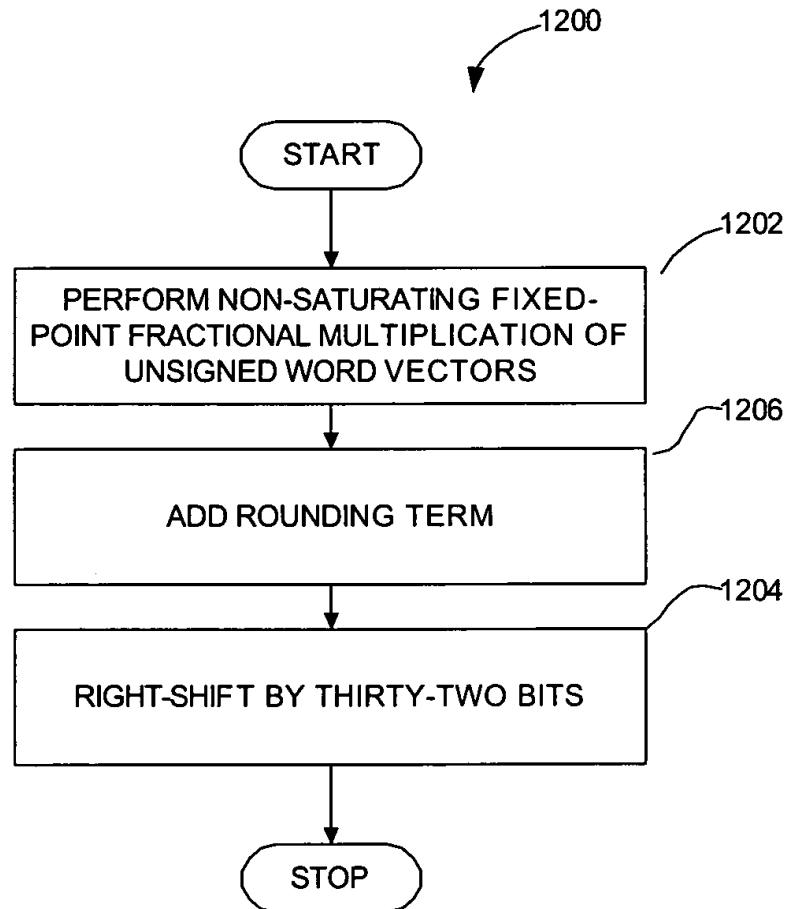 1200
START
1202
PERFORM NON-SATURATING FIXED-
POINT FRACTIONAL MULTIPLICATION OF
UNSIGNED WORD VECTORS
1206
ADD ROUNDING TERM
1204
RIGHT-SHIFT BY THIRTY-TWO BITS
STOP